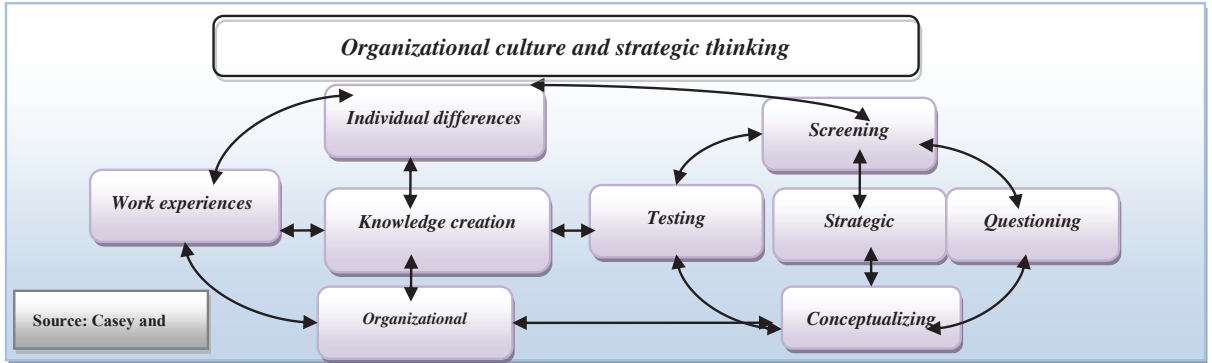 Organizational culture and strategic thinking
Individual differences
Screening
Work experiences
Knowledge creation
Testing
Strategic
Questioning
Source: Casey and
Organizational
Conceptualizing